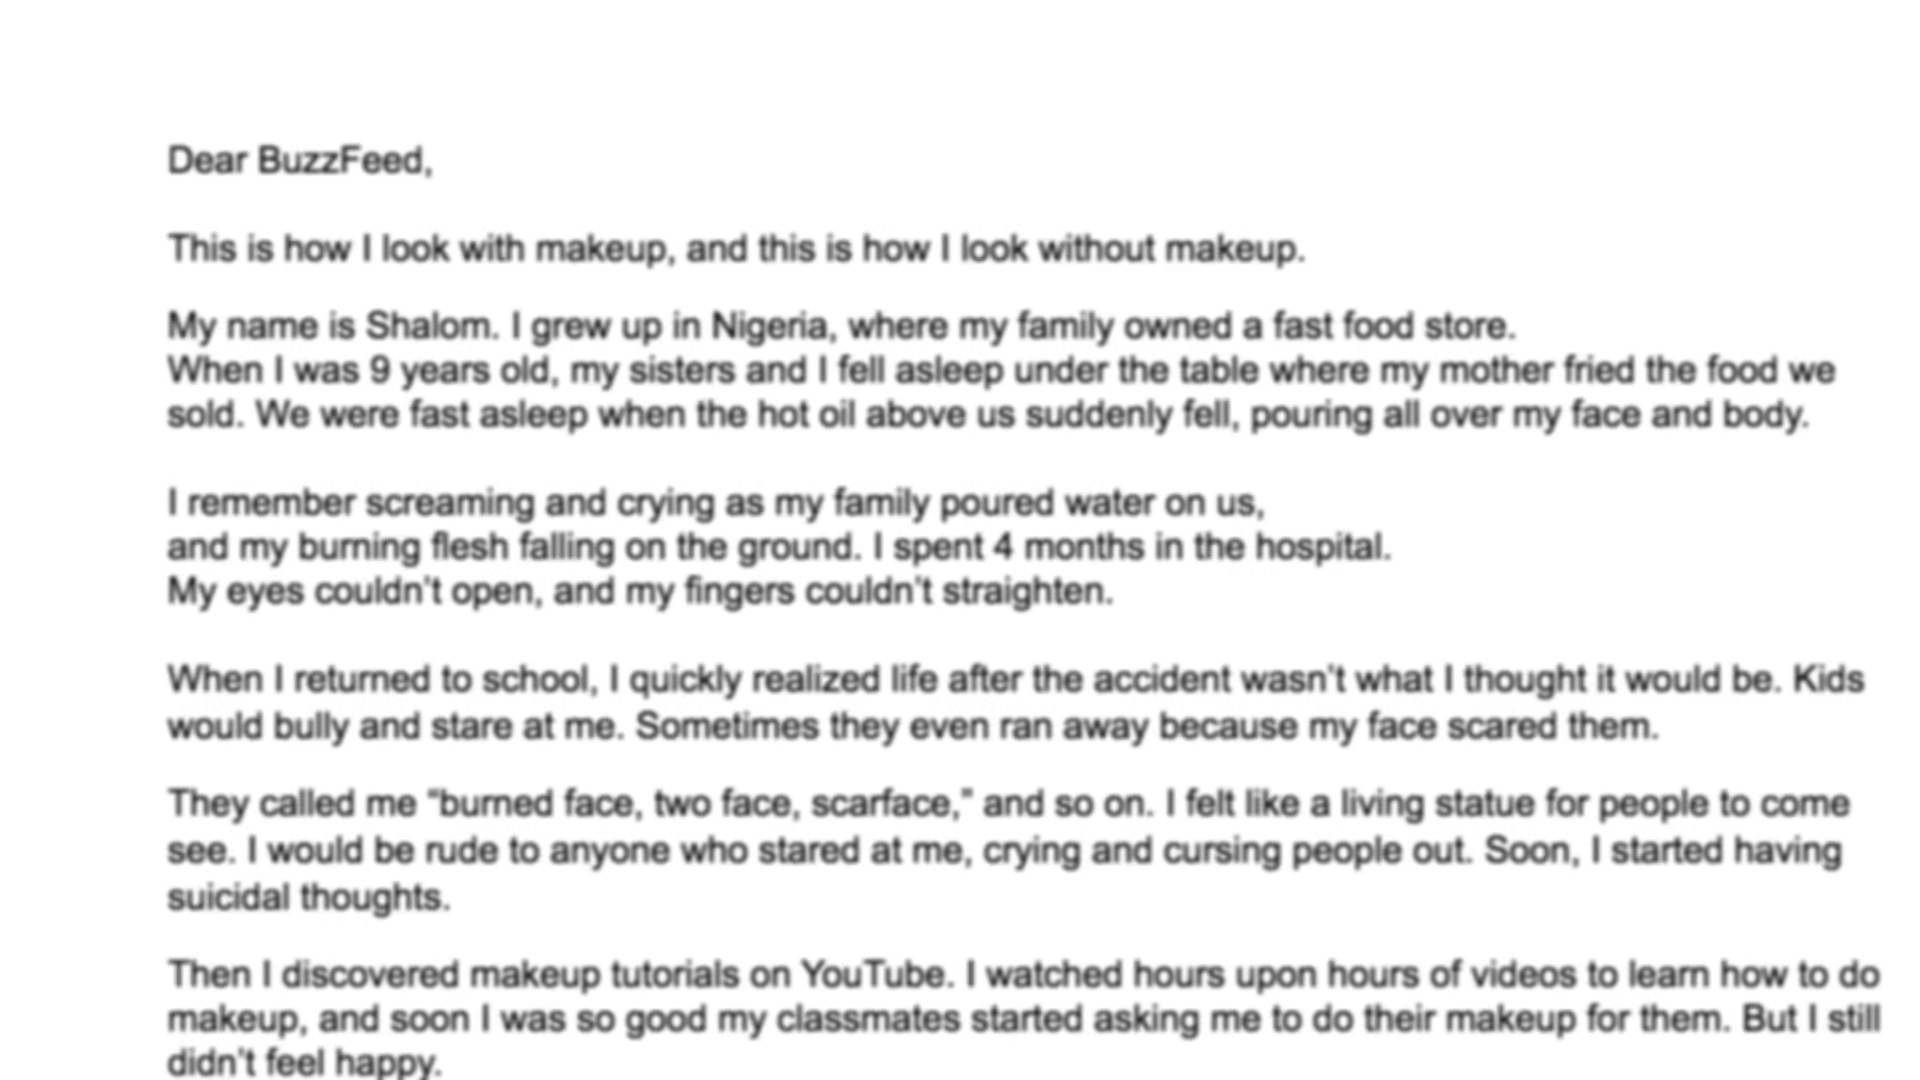 Dear BuzzFeed,
This is how I look with makeup, and this is how I look without makeup.
My name is Shalom. I grew up in Nigeria, where my family owned a fast food store.
When I was 9 years old, my sisters and I fell asleep under the table where my mother fried the food we
sold. We were fast asleep when the hot oil above us suddenly fell, pouring all over my face and body.
I remember screaming and crying as my family poured water on us,
and my burning flesh falling on the ground. I spent 4 months in the hospital.
My eyes couldn't open, and my fingers couldn't straighten.
When I returned to school, I quickly realized life after the accident wasn't what I thought it would be. Kids
would bully and stare at me. Sometimes they even ran away because my face scared them.
They called me “burned face, two face, scarface,” and so on. I felt like a living statue for people to come
see. I would be rude to anyone who stared at me, crying and cursing people out. Soon, I started having
suicidal thoughts.
Then I discovered makeup tutorials on YouTube. I watched hours upon hours of videos to learn how to do
makeup, and soon I was so good my classmates started asking me to do their makeup for them. But I still
didn't feel happy.